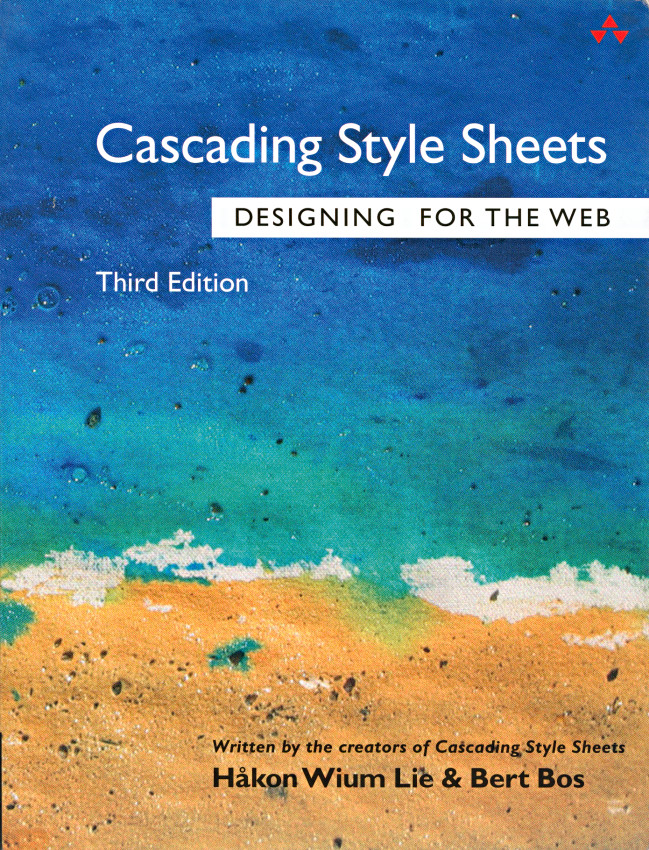 Cascading Style Sheets
DESIGNING FOR THE WEB
Third Edition
Written by the creators of Cascading Style Sheets
Håkon Wium Lie & Bert Bos